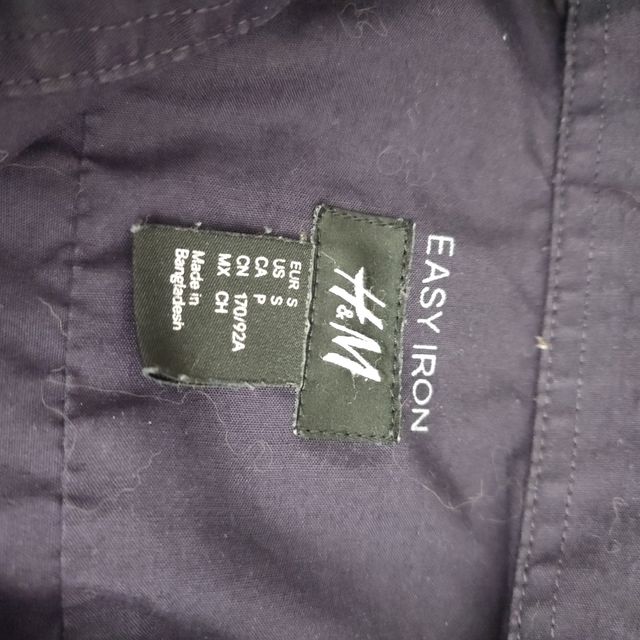 EASY IRON
H&M
EUR S
US S
CA P
CN 170/92A
MX CH
Made in
Bangladesh